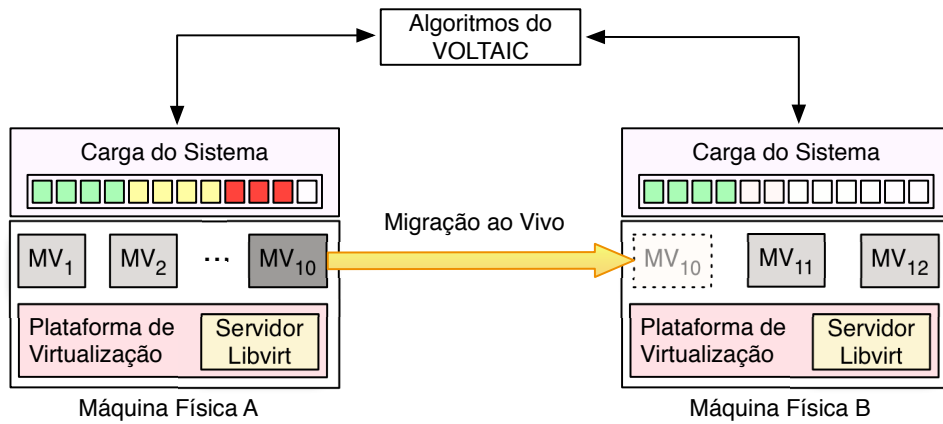 Algoritmos do
VOLTAIC
Carga do Sistema
Carga do Sistema
Migração ao Vivo
MV1 MV2 ... MV10
MV10 MV11 MV12
Plataforma de
Virtualização
Servidor
Libvirt
Plataforma de
Virtualização
Servidor
Libvirt
Máquina Física A
Máquina Física B